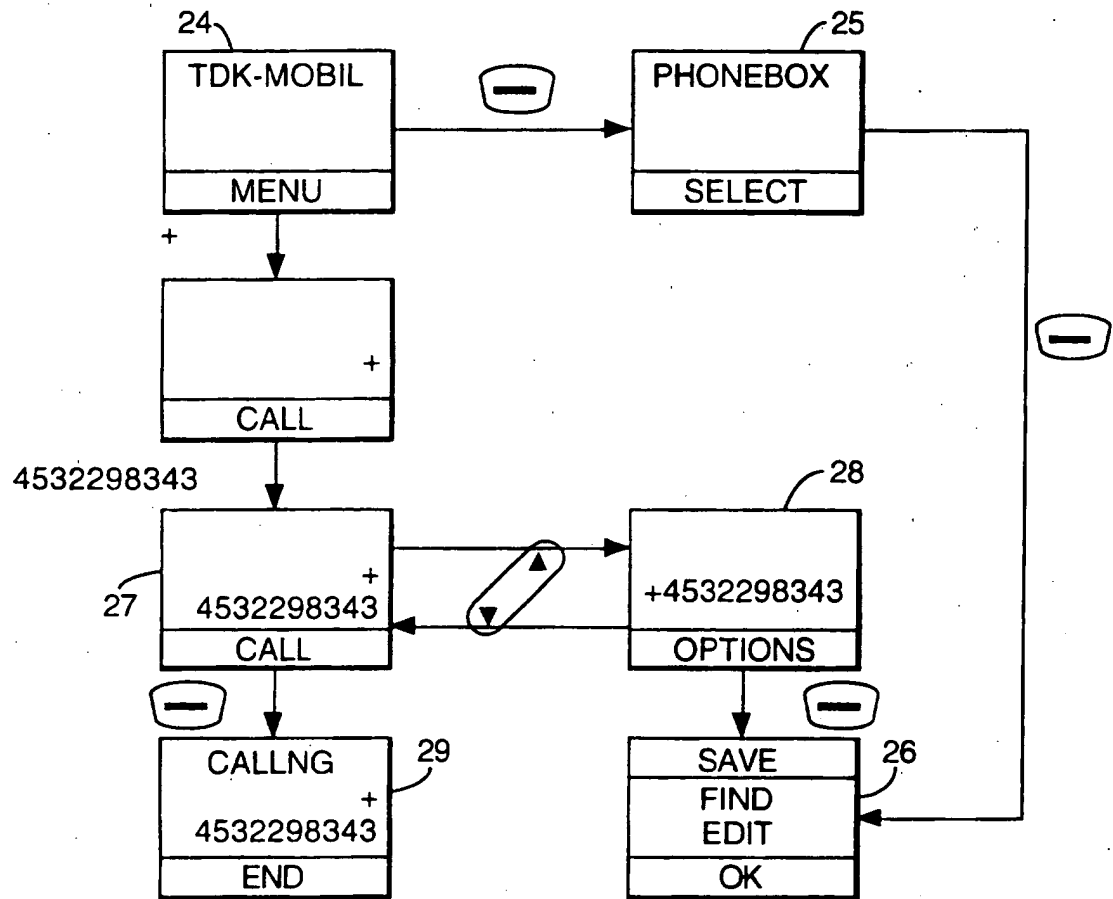 24
25
TDK-MOBIL
PHONEBOX
MENU
SELECT
+
+
CALL
4532298343
28
27
+
4532298343
+4532298343
CALL
OPTIONS
CALLNG
29
SAVE
26
+
FIND
4532298343
EDIT
END
OK